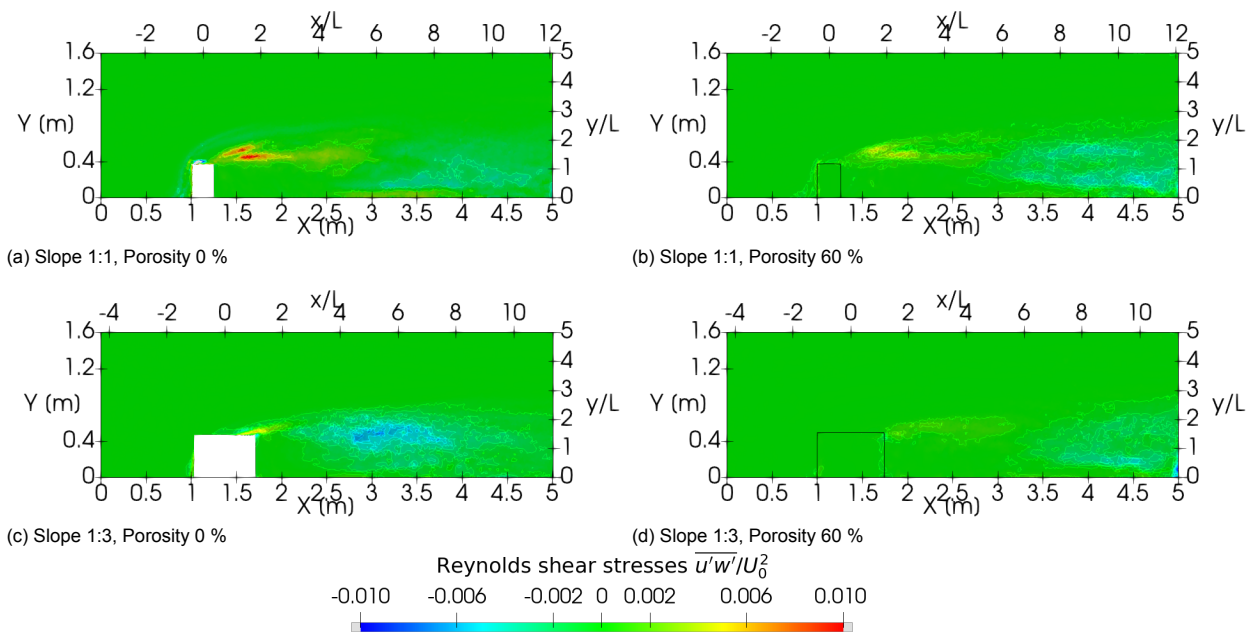 x/L
-2 0 2 4 6 8 10 12
1.6 5
1.2 4
3
Y (m) y/L
2
0.4 1
0 0
0 0.5 1 1.5 2 2.5 3 3.5 4 4.5 5
X (m)
(a) Slope 1:1, Porosity 0 %
x/L
-2 0 2 4 6 8 10 12
1.6 5
1.2 4
3
Y (m) y/L
2
0.4 1
0 0
0 0.5 1 1.5 2 2.5 3 3.5 4 4.5 5
X (m)
(b) Slope 1:1, Porosity 60 %
x/L
-4 -2 0 2 4 6 8 10
1.6 5
1.2 4
3
Y (m) y/L
2
0.4 1
0 0
0 0.5 1 1.5 2 2.5 3 3.5 4 4.5 5
X (m)
(c) Slope 1:3, Porosity 0 %
x/L
-4 -2 0 2 4 6 8 10
1.6 5
1.2 4
3
Y (m) y/L
2
0.4 1
0 0
0 0.5 1 1.5 2 2.5 3 3.5 4 4.5 5
X (m)
(d) Slope 1:3, Porosity 60 %
Reynolds shear stresses u′w′/U₀²
-0.010 -0.006 -0.002 0 0.002 0.006 0.010